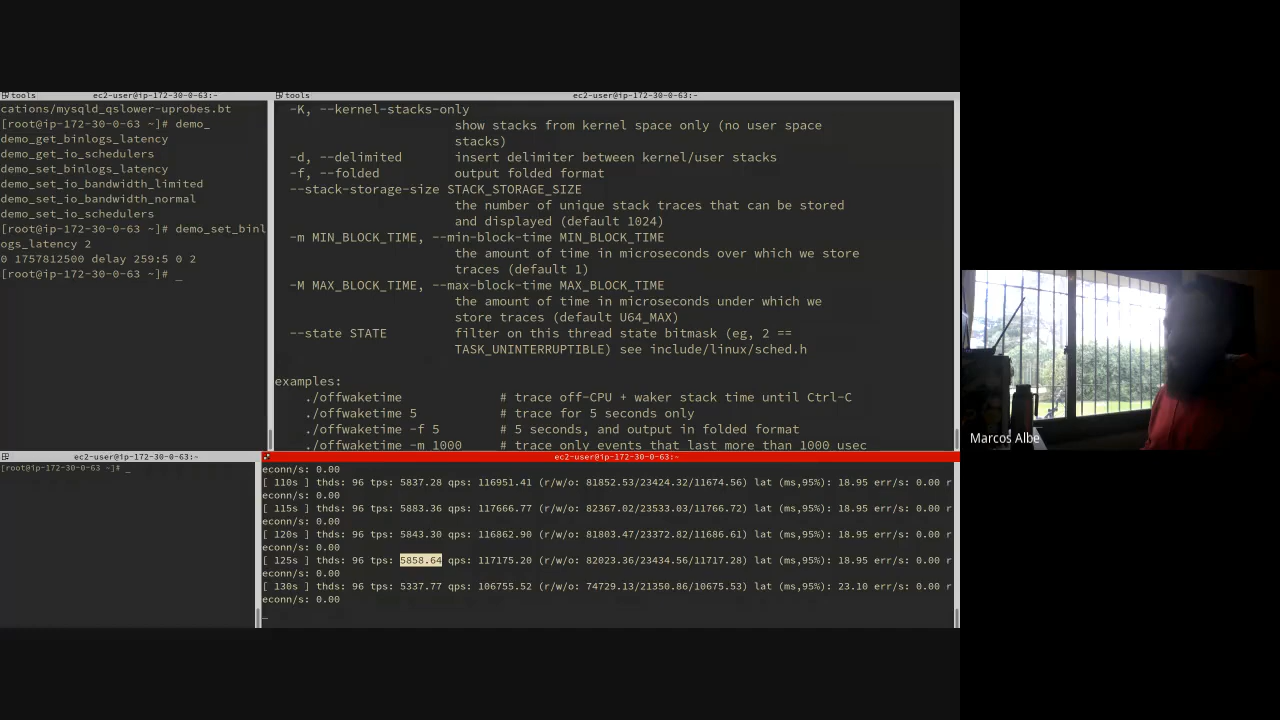 tools ec2-user@ip-172-30-0-63:~
cations/mysqld_qslower-uprobes.bt
[root@ip-172-30-0-63 ~]# demo_
demo_get_binlogs_latency
demo_get_io_schedulers
demo_set_binlogs_latency
demo_set_io_bandwidth_limited
demo_set_io_bandwidth_normal
demo_set_io_schedulers
[root@ip-172-30-0-63 ~]# demo_set_binl
ogs_latency 2
0 1757812500 delay 259:5 0 2
[root@ip-172-30-0-63 ~]# _
tools ec2-user@ip-172-30-0-63:~
-K, --kernel-stacks-only
show stacks from kernel space only (no user space
stacks)
-d, --delimited insert delimiter between kernel/user stacks
-f, --folded output folded format
--stack-storage-size STACK_STORAGE_SIZE
the number of unique stack traces that can be stored
and displayed (default 1024)
-m MIN_BLOCK_TIME, --min-block-time MIN_BLOCK_TIME
the amount of time in microseconds over which we store
traces (default 1)
-M MAX_BLOCK_TIME, --max-block-time MAX_BLOCK_TIME
the amount of time in microseconds under which we
store traces (default U64_MAX)
--state STATE filter on this thread state bitmask (eg, 2 ==
TASK_UNINTERRUPTIBLE) see include/linux/sched.h
examples:
./offwaketime # trace off-CPU + waker stack time until Ctrl-C
./offwaketime 5 # trace for 5 seconds only
./offwaketime -f 5 # 5 seconds, and output in folded format
./offwaketime -m 1000 # trace only events that last more than 1000 usec
ec2-user@ip-172-30-0-63:~
[root@ip-172-30-0-63 ~]# _
ec2-user@ip-172-30-0-63:~
econn/s: 0.00
[ 110s ] thds: 96 tps: 5837.28 qps: 116951.41 (r/w/o: 81852.53/23424.32/11674.56) lat (ms,95%): 18.95 err/s: 0.00 r
econn/s: 0.00
[ 115s ] thds: 96 tps: 5883.36 qps: 117666.77 (r/w/o: 82367.02/23533.03/11766.72) lat (ms,95%): 18.95 err/s: 0.00 r
econn/s: 0.00
[ 120s ] thds: 96 tps: 5843.30 qps: 116862.90 (r/w/o: 81803.47/23372.82/11686.61) lat (ms,95%): 18.95 err/s: 0.00 r
econn/s: 0.00
[ 125s ] thds: 96 tps: 5858.64 qps: 117175.20 (r/w/o: 82023.36/23434.56/11717.28) lat (ms,95%): 18.95 err/s: 0.00 r
econn/s: 0.00
[ 130s ] thds: 96 tps: 5337.77 qps: 106755.52 (r/w/o: 74729.13/21350.86/10675.53) lat (ms,95%): 23.10 err/s: 0.00 r
econn/s: 0.00
_
Marcos Albe